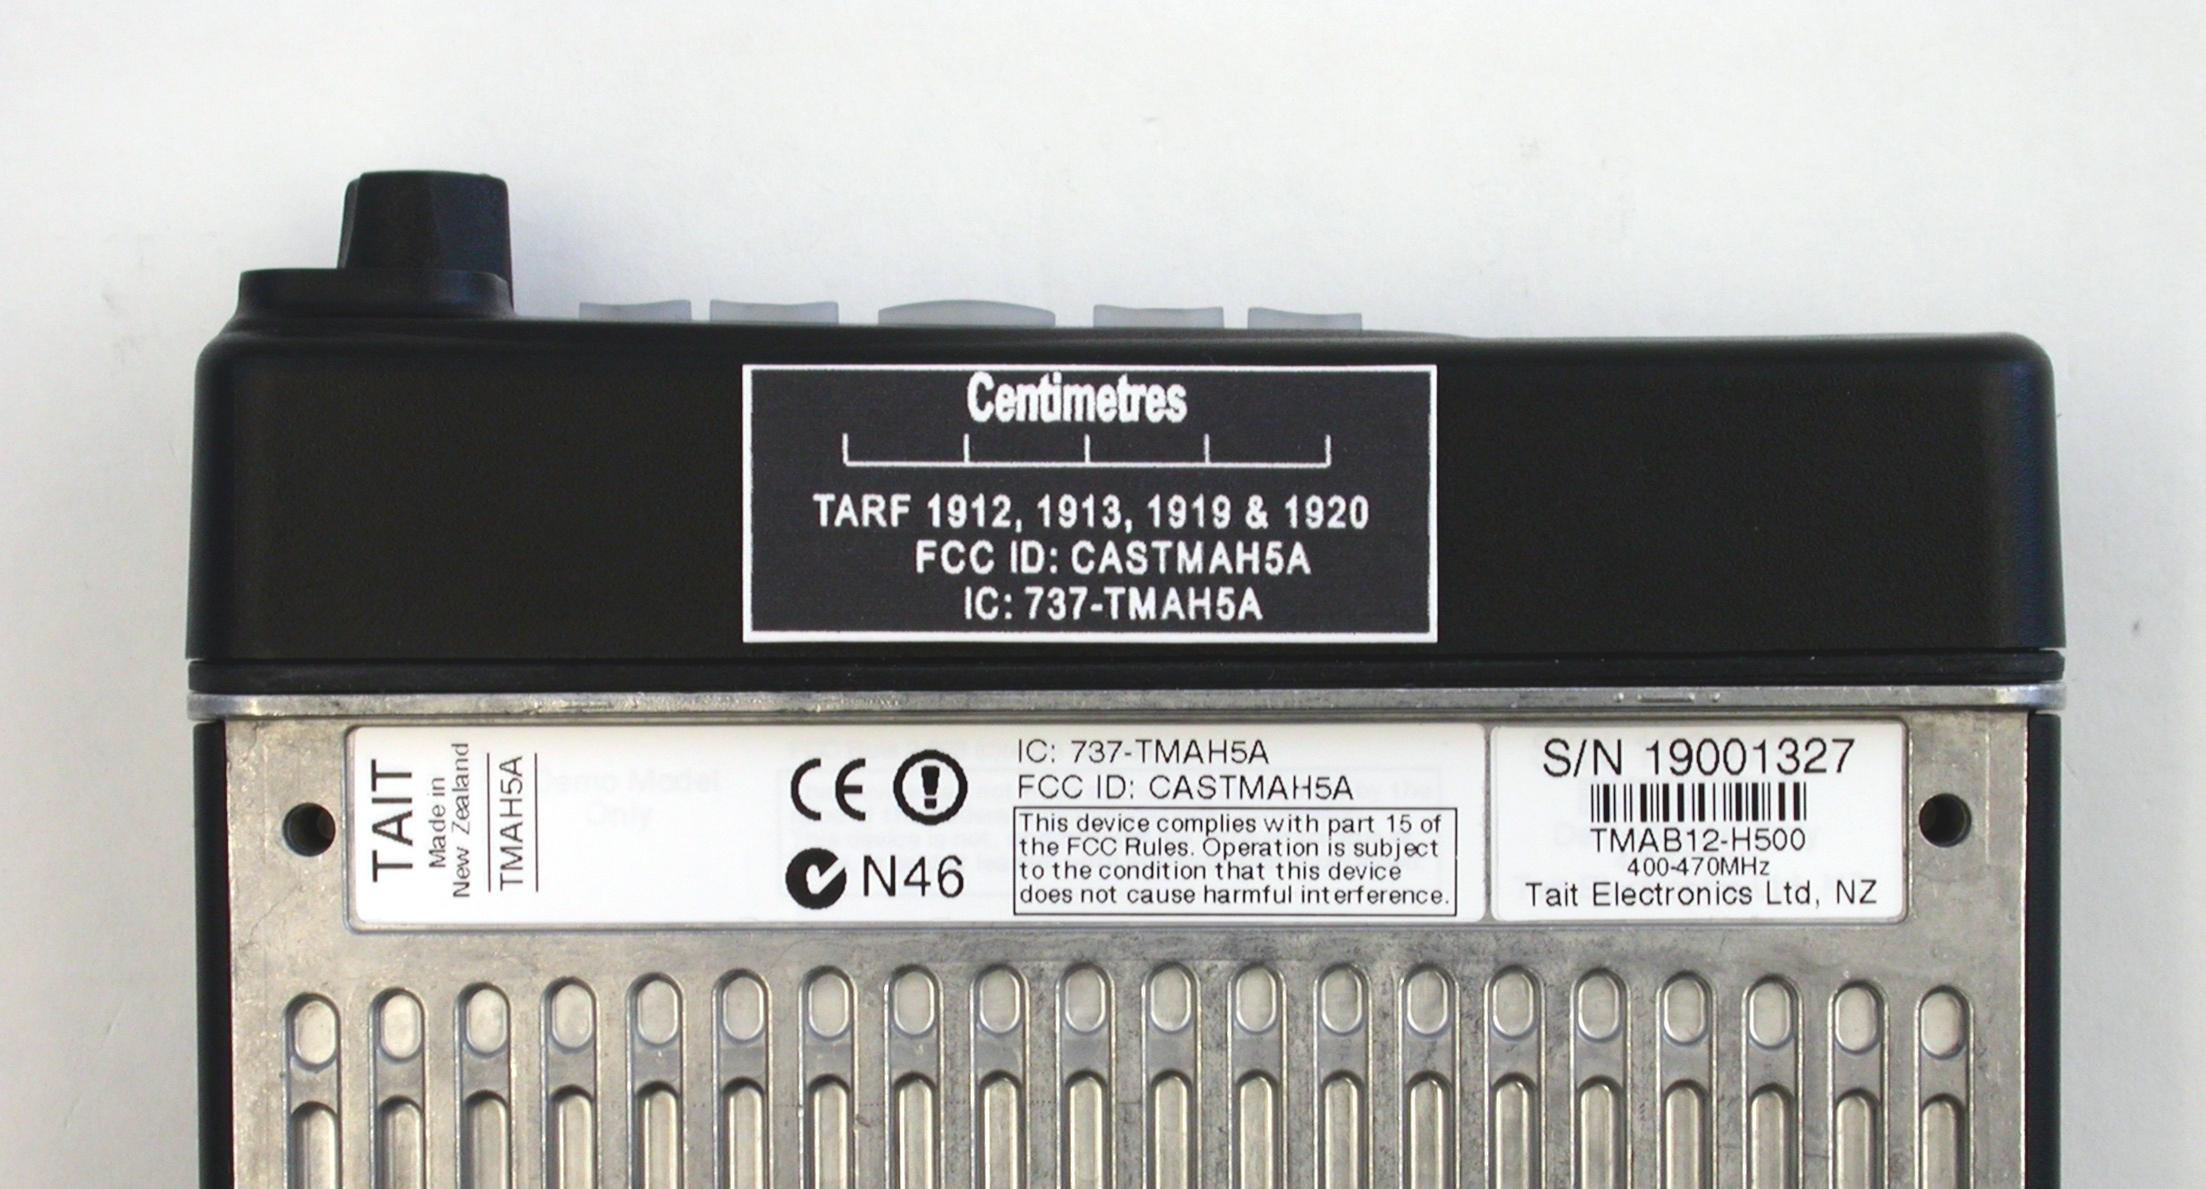 Centimetres
TARF 1912, 1913, 1919 & 1920
FCC ID: CASTMAH5A
IC: 737-TMAH5A
TAIT
Made in
New Zealand
TMAH5A
Demo Model
Only
CE
N46
IC: 737-TMAH5A
FCC ID: CASTMAH5A
This device complies with part 15 of
the FCC Rules. Operation is subject
to the condition that this device
does not cause harmful interference.
S/N 19001327
TMAB12-H500
400-470MHz
Tait Electronics Ltd, NZ